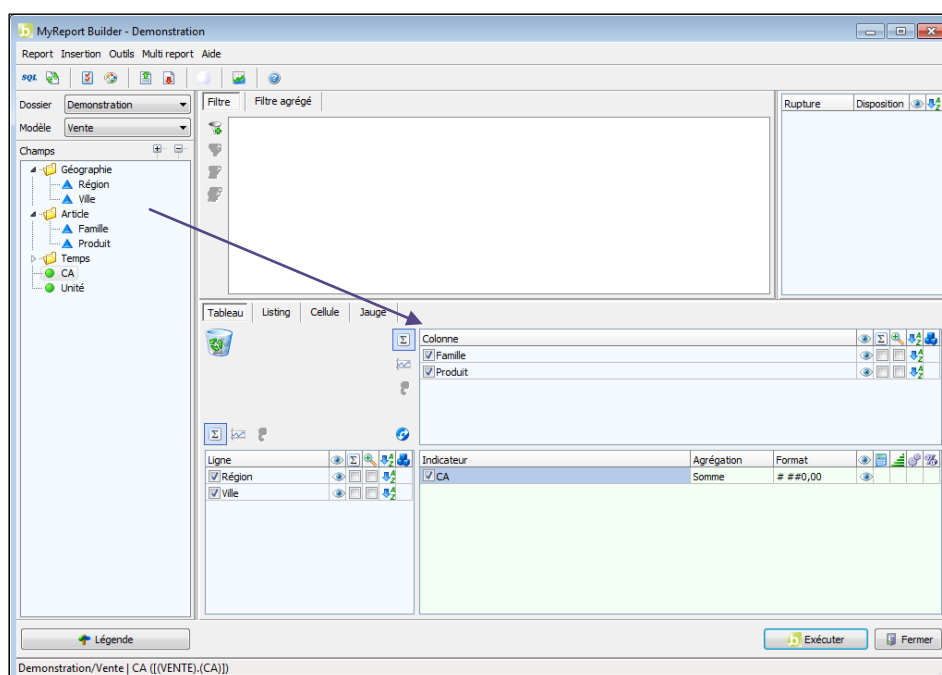 MyReport Builder - Demonstration
Report Insertion Outils Multi report Aide
SQL
Dossier Demonstration
Modèle Vente
Champs
Géographie
Région
Ville
Article
Famille
Produit
Temps
CA
Unité
Filtre Filtre agrégé
Rupture Disposition
Tableau Listing Cellule Jauge
Colonne
Famille
Produit
Ligne
Région
Ville
Indicateur Agrégation Format
CA Somme # ##0,00
Légende
Exécuter Fermer
Demonstration/Vente | CA ([(VENTE).(CA)])